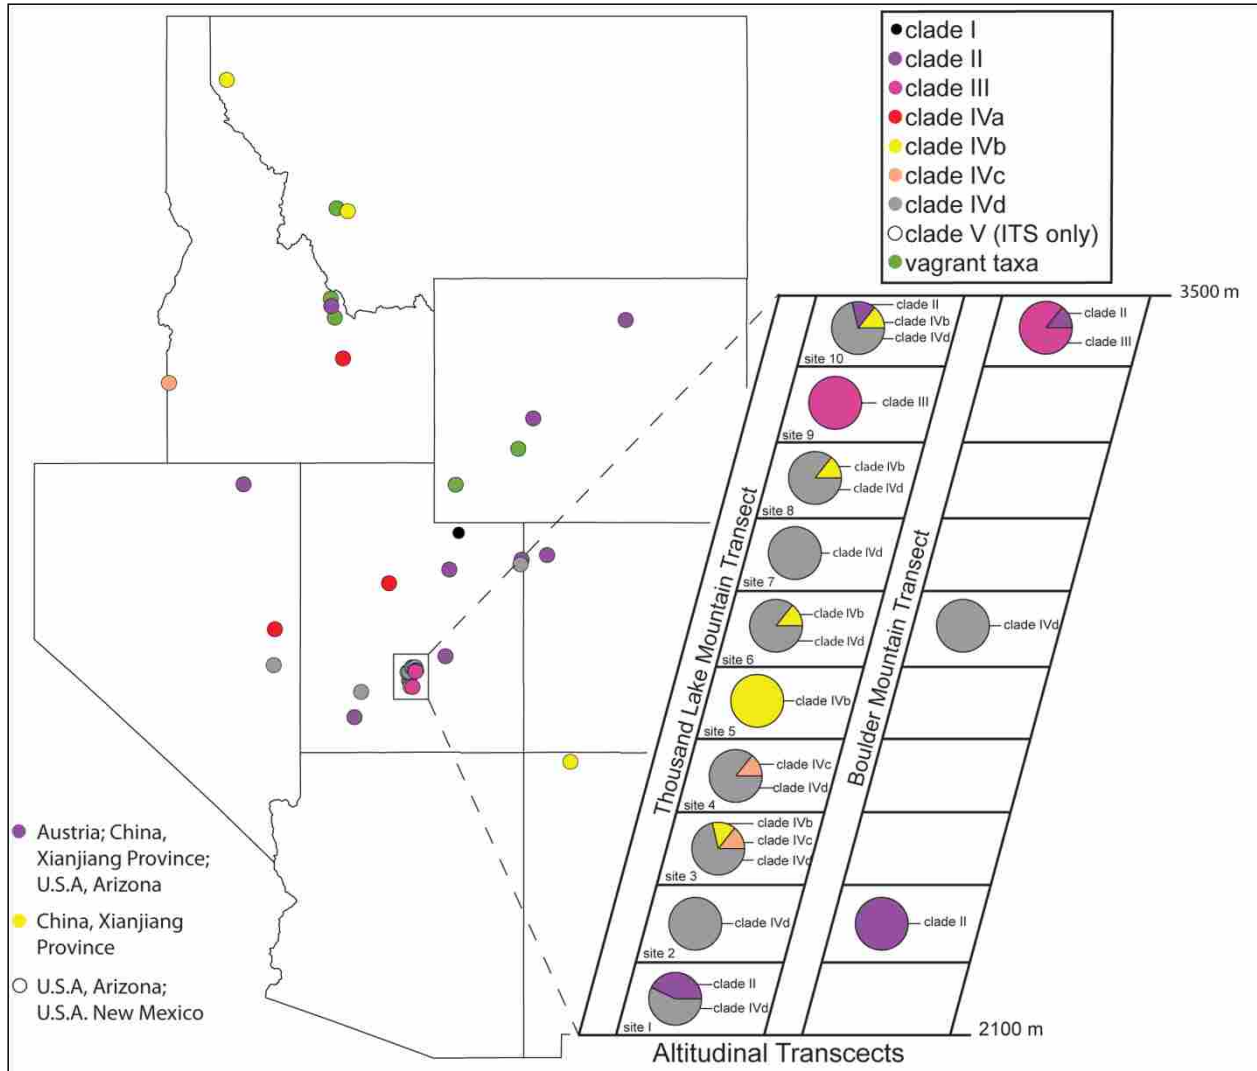 clade I
clade II
clade III
clade IVa
clade IVb
clade IVc
clade IVd
clade V (ITS only)
vagrant taxa
3500 m
clade II
clade IVb
clade IVd
site 10
clade II
clade III
clade III
site 9
clade IVb
clade IVd
site 8
clade IVd
site 7
clade IVb
clade IVd
site 6
clade IVd
clade IVb
site 5
clade IVc
clade IVd
site 4
clade IVb
clade IVc
clade IVd
site 3
clade IVd
site 2
clade II
clade II
clade IVd
site I
Thousand Lake Mountain Transect
Boulder Mountain Transect
2100 m
Altitudinal Transcects
Austria; China,
Xianjiang Province;
U.S.A, Arizona
China, Xianjiang
Province
U.S.A, Arizona;
U.S.A. New Mexico